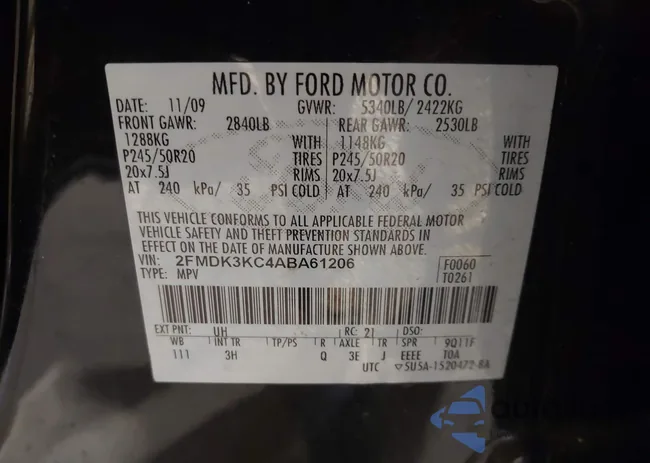 MFD. BY FORD MOTOR CO.
DATE: 11/09 GVWR: 5340LB/ 2422KG
FRONT GAWR: 2840LB REAR GAWR: 2530LB
1288KG WITH 1148KG WITH
P245/50R20 TIRES P245/50R20 TIRES
20x7.5J RIMS 20x7.5J RIMS
AT 240 kPa/ 35 PSI COLD AT 240 kPa/ 35 PSI COLD
THIS VEHICLE CONFORMS TO ALL APPLICABLE FEDERAL MOTOR
VEHICLE SAFETY AND THEFT PREVENTION STANDARDS IN
EFFECT ON THE DATE OF MANUFACTURE SHOWN ABOVE.
VIN: 2FMDK3KC4ABA61206 F0060
TYPE: MPV T0261
EXT PNT: UH RC: 21 DSO:
WB INT TR TP/PS R AXLE TR SPR 9Q11F
111 3H Q 3E J EEEE T0A
UTC ▽5U5A-1520472-BA